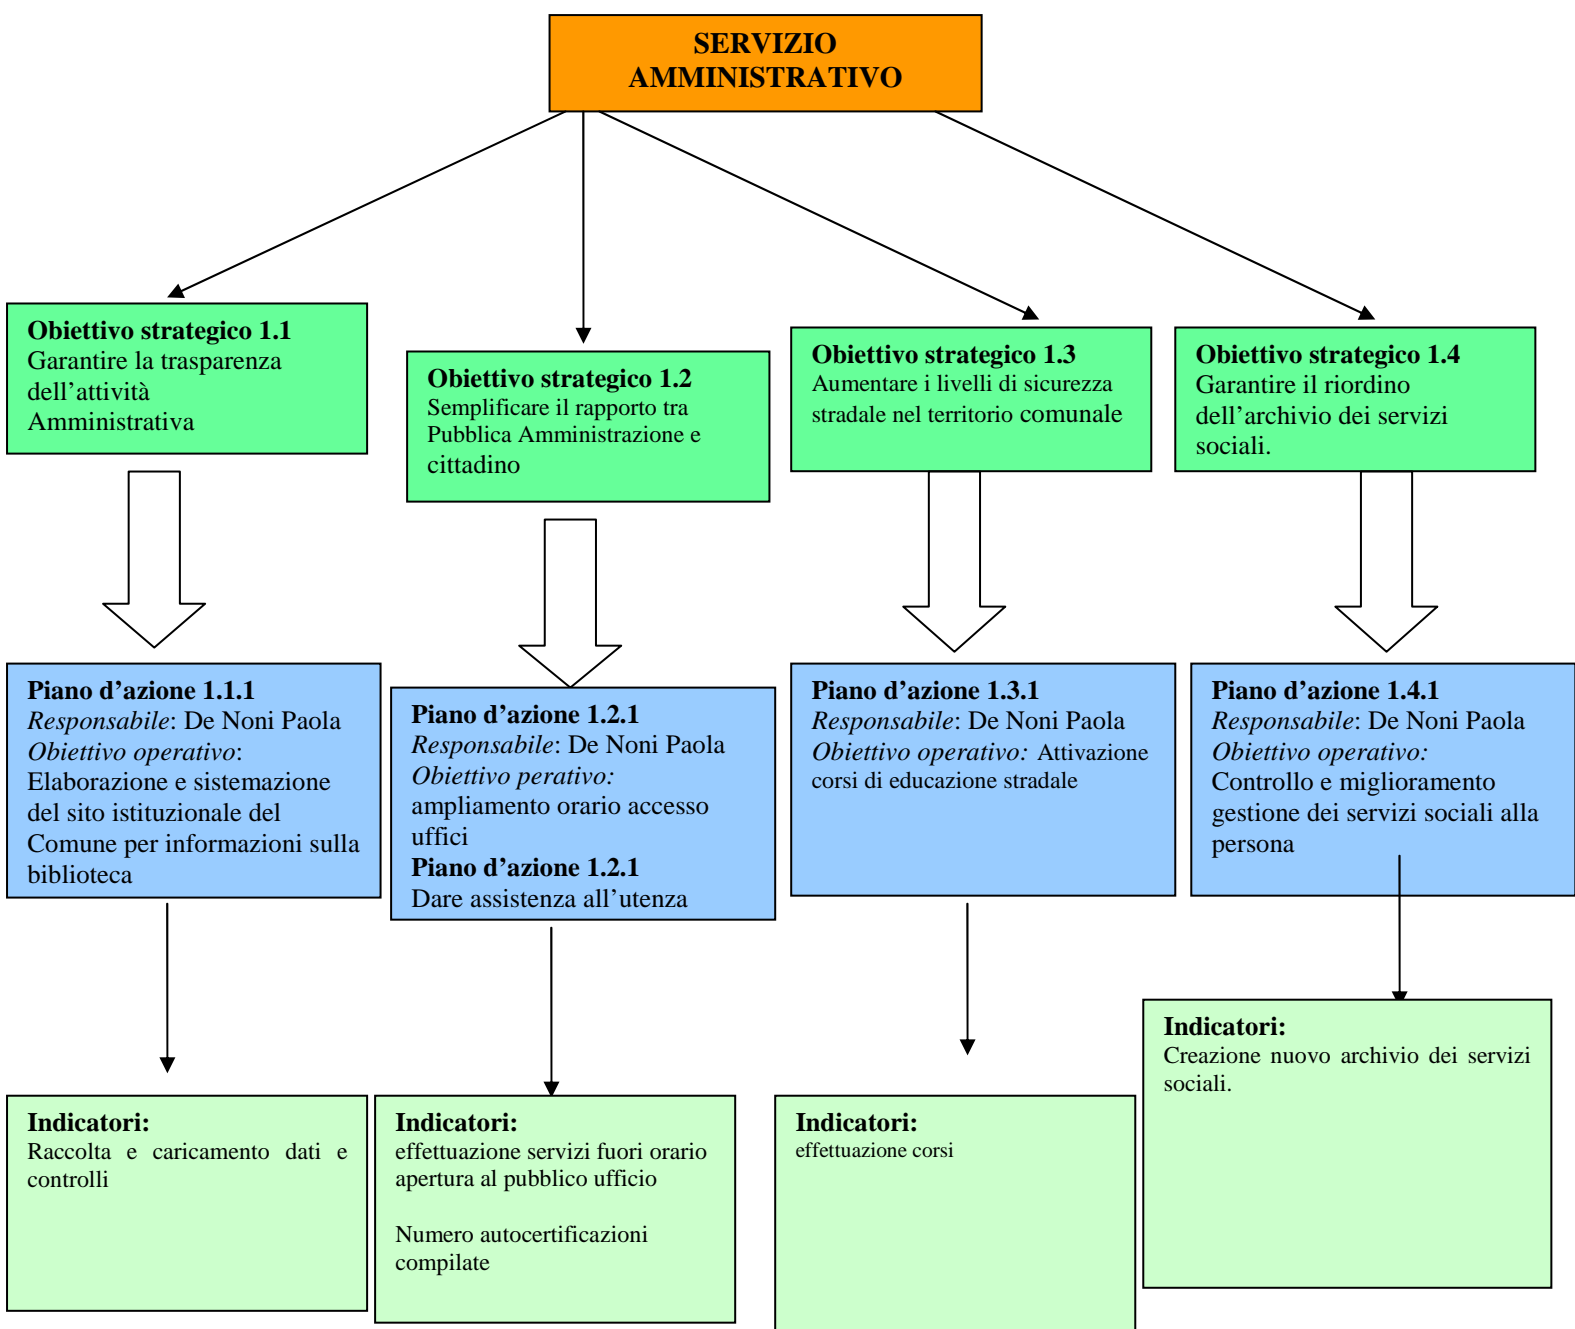 SERVIZIO
AMMINISTRATIVO
Obiettivo strategico 1.1
Garantire la trasparenza
dell’attività
Amministrativa
Obiettivo strategico 1.2
Semplificare il rapporto tra
Pubblica Amministrazione e
cittadino
Obiettivo strategico 1.3
Aumentare i livelli di sicurezza
stradale nel territorio comunale
Obiettivo strategico 1.4
Garantire il riordino
dell’archivio dei servizi
sociali.
Piano d’azione 1.1.1
Responsabile: De Noni Paola
Obiettivo operativo:
Elaborazione e sistemazione
del sito istituzionale del
Comune per informazioni sulla
biblioteca
Piano d’azione 1.2.1
Responsabile: De Noni Paola
Obiettivo perativo:
ampliamento orario accesso
uffici
Piano d’azione 1.2.1
Dare assistenza all’utenza
Piano d’azione 1.3.1
Responsabile: De Noni Paola
Obiettivo operativo: Attivazione
corsi di educazione stradale
Piano d’azione 1.4.1
Responsabile: De Noni Paola
Obiettivo operativo:
Controllo e miglioramento
gestione dei servizi sociali alla
persona
Indicatori:
Raccolta e caricamento dati e
controlli
Indicatori:
effettuazione servizi fuori orario
apertura al pubblico ufficio
Numero autocertificazioni
compilate
Indicatori:
effettuazione corsi
Indicatori:
Creazione nuovo archivio dei servizi
sociali.